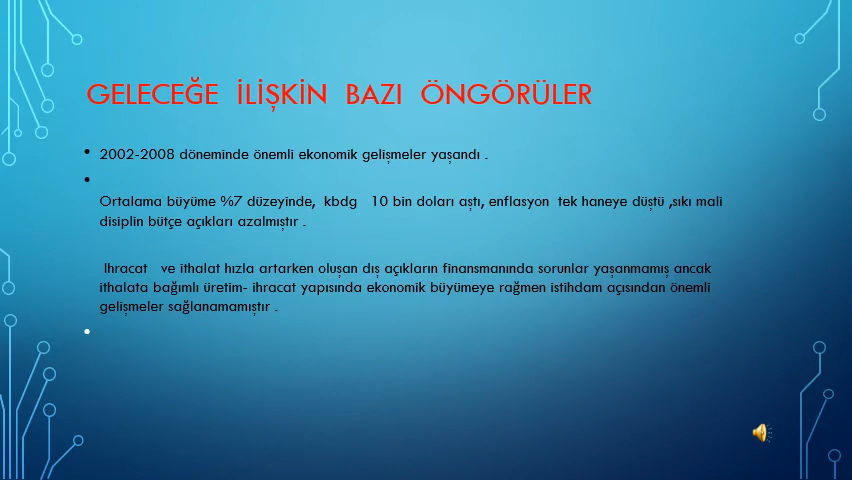 GELECEĞE İLİŞKİN BAZI ÖNGÖRÜLER
• 2002-2008 döneminde önemli ekonomik gelişmeler yaşandı .
•
Ortalama büyüme %7 düzeyinde, kbdg 10 bin doları aştı, enflasyon tek haneye düştü ,sıkı mali
disiplin bütçe açıkları azalmıştır .
Ihracat ve ithalat hızla artarken oluşan dış açıkların finansmanında sorunlar yaşanmamış ancak
ithalata bağımlı üretim- ihracat yapısında ekonomik büyümeye rağmen istihdam açısından önemli
gelişmeler sağlanamamıştır .
•